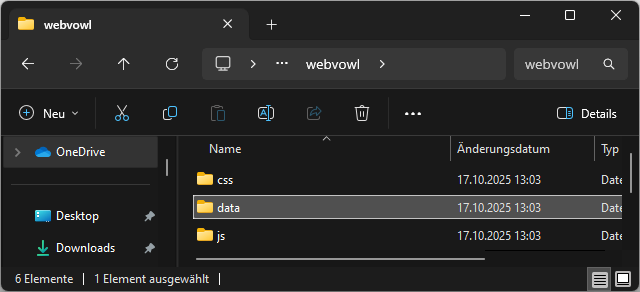 webvowl
webvowl
webvowl
Neu
Details
OneDrive
Desktop
Downloads
Name Änderungsdatum Typ
css 17.10.2025 13:03 Date
data 17.10.2025 13:03 Date
js 17.10.2025 13:03 Date
6 Elemente 1 Element ausgewählt